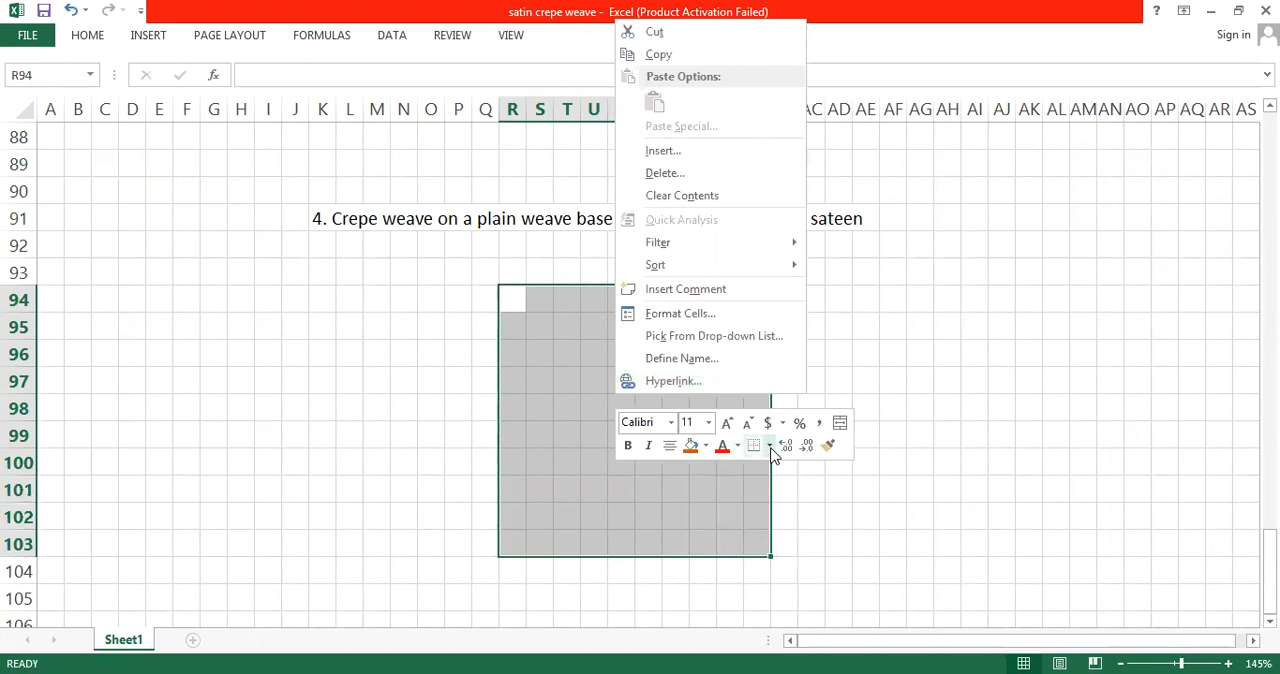 satin crepe weave - Excel (Product Activation Failed)
FILE HOME INSERT PAGE LAYOUT FORMULAS DATA REVIEW VIEW Sign in
R94 fx
A B C D E F G H I J K L M N O P Q R S T U AC AD AE AF AG AH AI AJ AK AL AM AN AO AP AQ AR AS
88
89
90
91 4. Crepe weave on a plain weave base sateen
92
93
94
95
96
97
98
99
100
101
102
103
104
105
106
Cut
Copy
Paste Options:
Paste Special...
Insert...
Delete...
Clear Contents
Quick Analysis
Filter
Sort
Insert Comment
Format Cells...
Pick From Drop-down List...
Define Name...
Hyperlink...
Calibri 11 A A $ % ,
B I A .00 .00
Sheet1
READY 145%